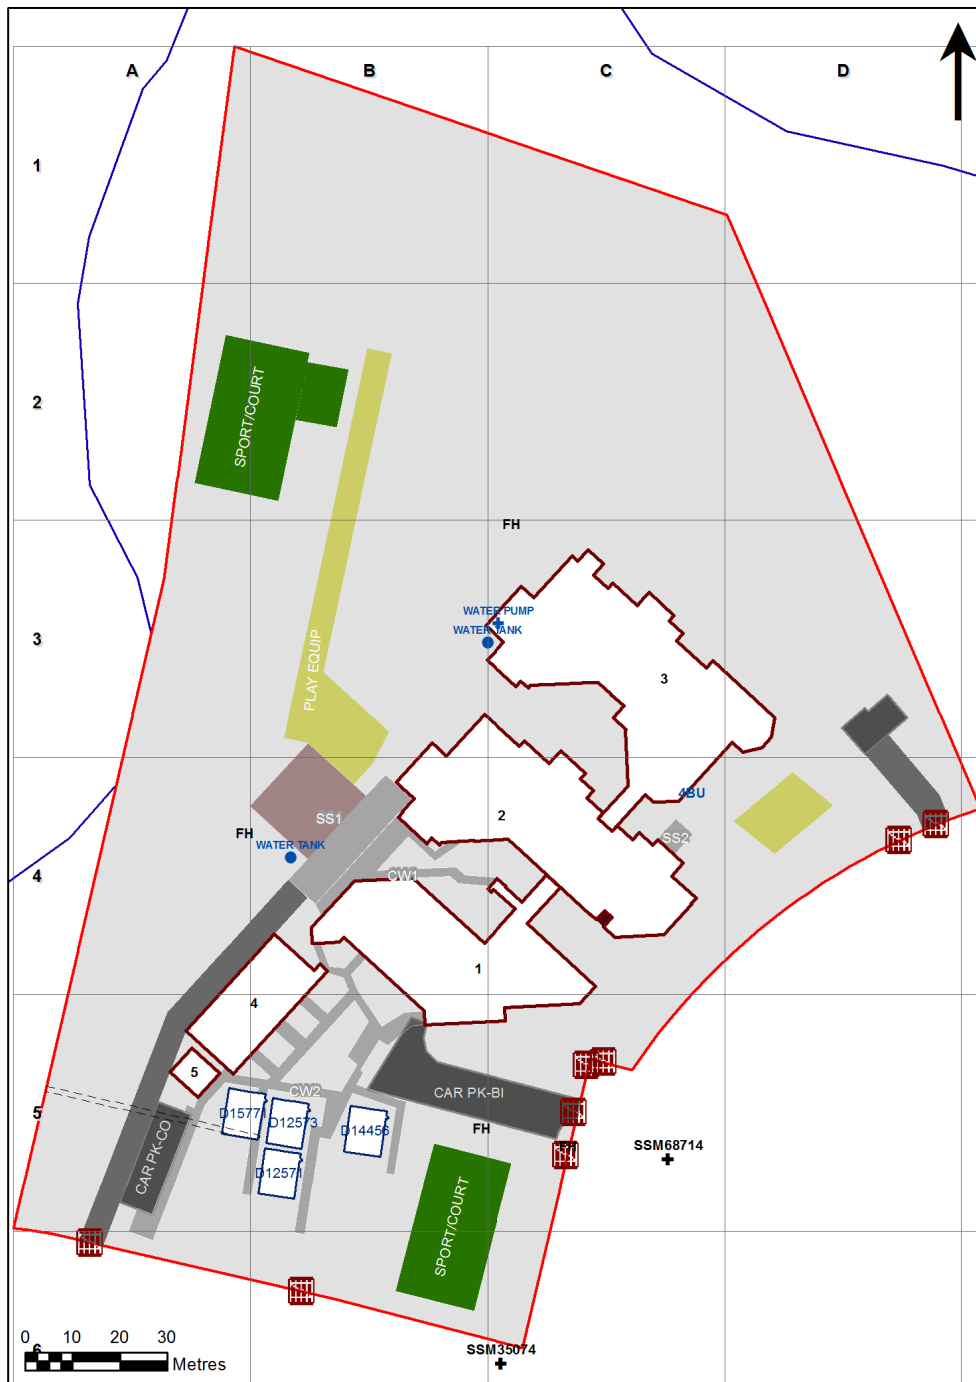 A B C D
1
2
SPORT/COURT
FH
WATER PUMP
WATER TANK
3
PLAY EQUIP
3
4BU
2
SS1
SS2
FH
WATER TANK
4
CW1
1
4
5
CW2
CAR PK-BI
5
D15771
D12573
D14456
FH
FH
SSM68714
CAR PK-CO
D12571
SPORT/COURT
0 10 20 30
6
Metres
SSM35074